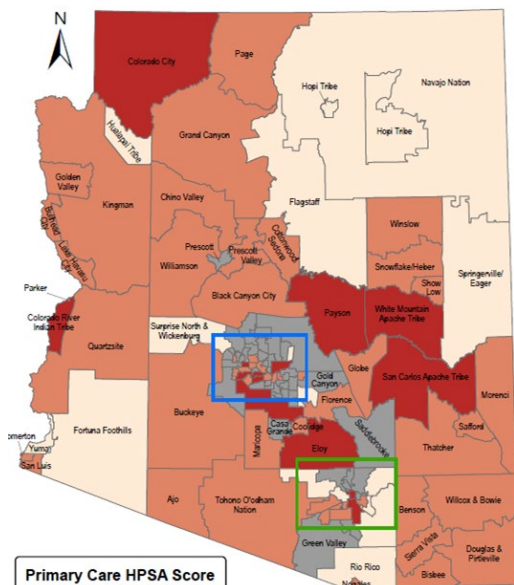 N
Colorado City
Page
Hualapai Tribe
Hopi Tribe
Navajo Nation
Hopi Tribe
Grand Canyon
Golden
Valley
Kingman
Bullhead
City
Lake Havasu
City
Chino Valley
Flagstaff
Prescott
Prescott
Valley
Cottonwood
Sedona
Williamson
Winslow
Snowflake/Heber
Show
Low
Springerville/
Eager
Black Canyon City
Parker
Colorado River
Indian Tribe
Payson
White Mountain
Apache Tribe
Surprise North &
Wickenburg
Quartzsite
Globe
San Carlos Apache Tribe
Gold
Canyon
Morenci
Buckeye
Florence
Fortuna Foothills
Casa
Grande
Coolidge
Saddlebrooke
Safford
Maricopa
Eloy
Thatcher
omerton
Yuma
San Luis
Ajo
Tohono O'odham
Nation
Benson
Willcox & Bowie
Green Valley
Sierra Vista
Douglas &
Pirtleville
Rio Rico
Bisbee
Primary Care HPSA Score